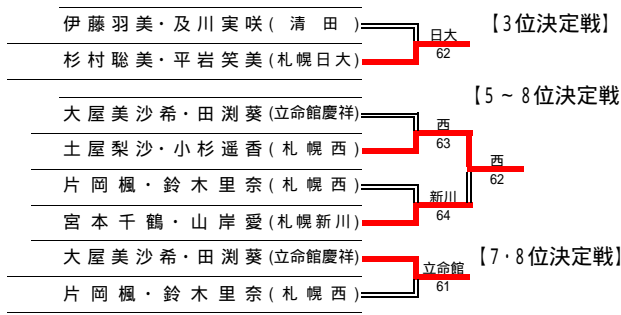 伊藤羽美・及川実咲(清田)
日大
62
【3位決定戦】
杉村聡美・平岩笑美(札幌日大)
【5~8位決定戦
大屋美沙希・田渕葵(立命館慶祥)
西
63
土屋梨沙・小杉遥香(札幌西)
西
62
片岡楓・鈴木里奈(札幌西)
新川
64
宮本千鶴・山岸愛(札幌新川)
大屋美沙希・田渕葵(立命館慶祥)
立命館
61
【7・8位決定戦】
片岡楓・鈴木里奈(札幌西)